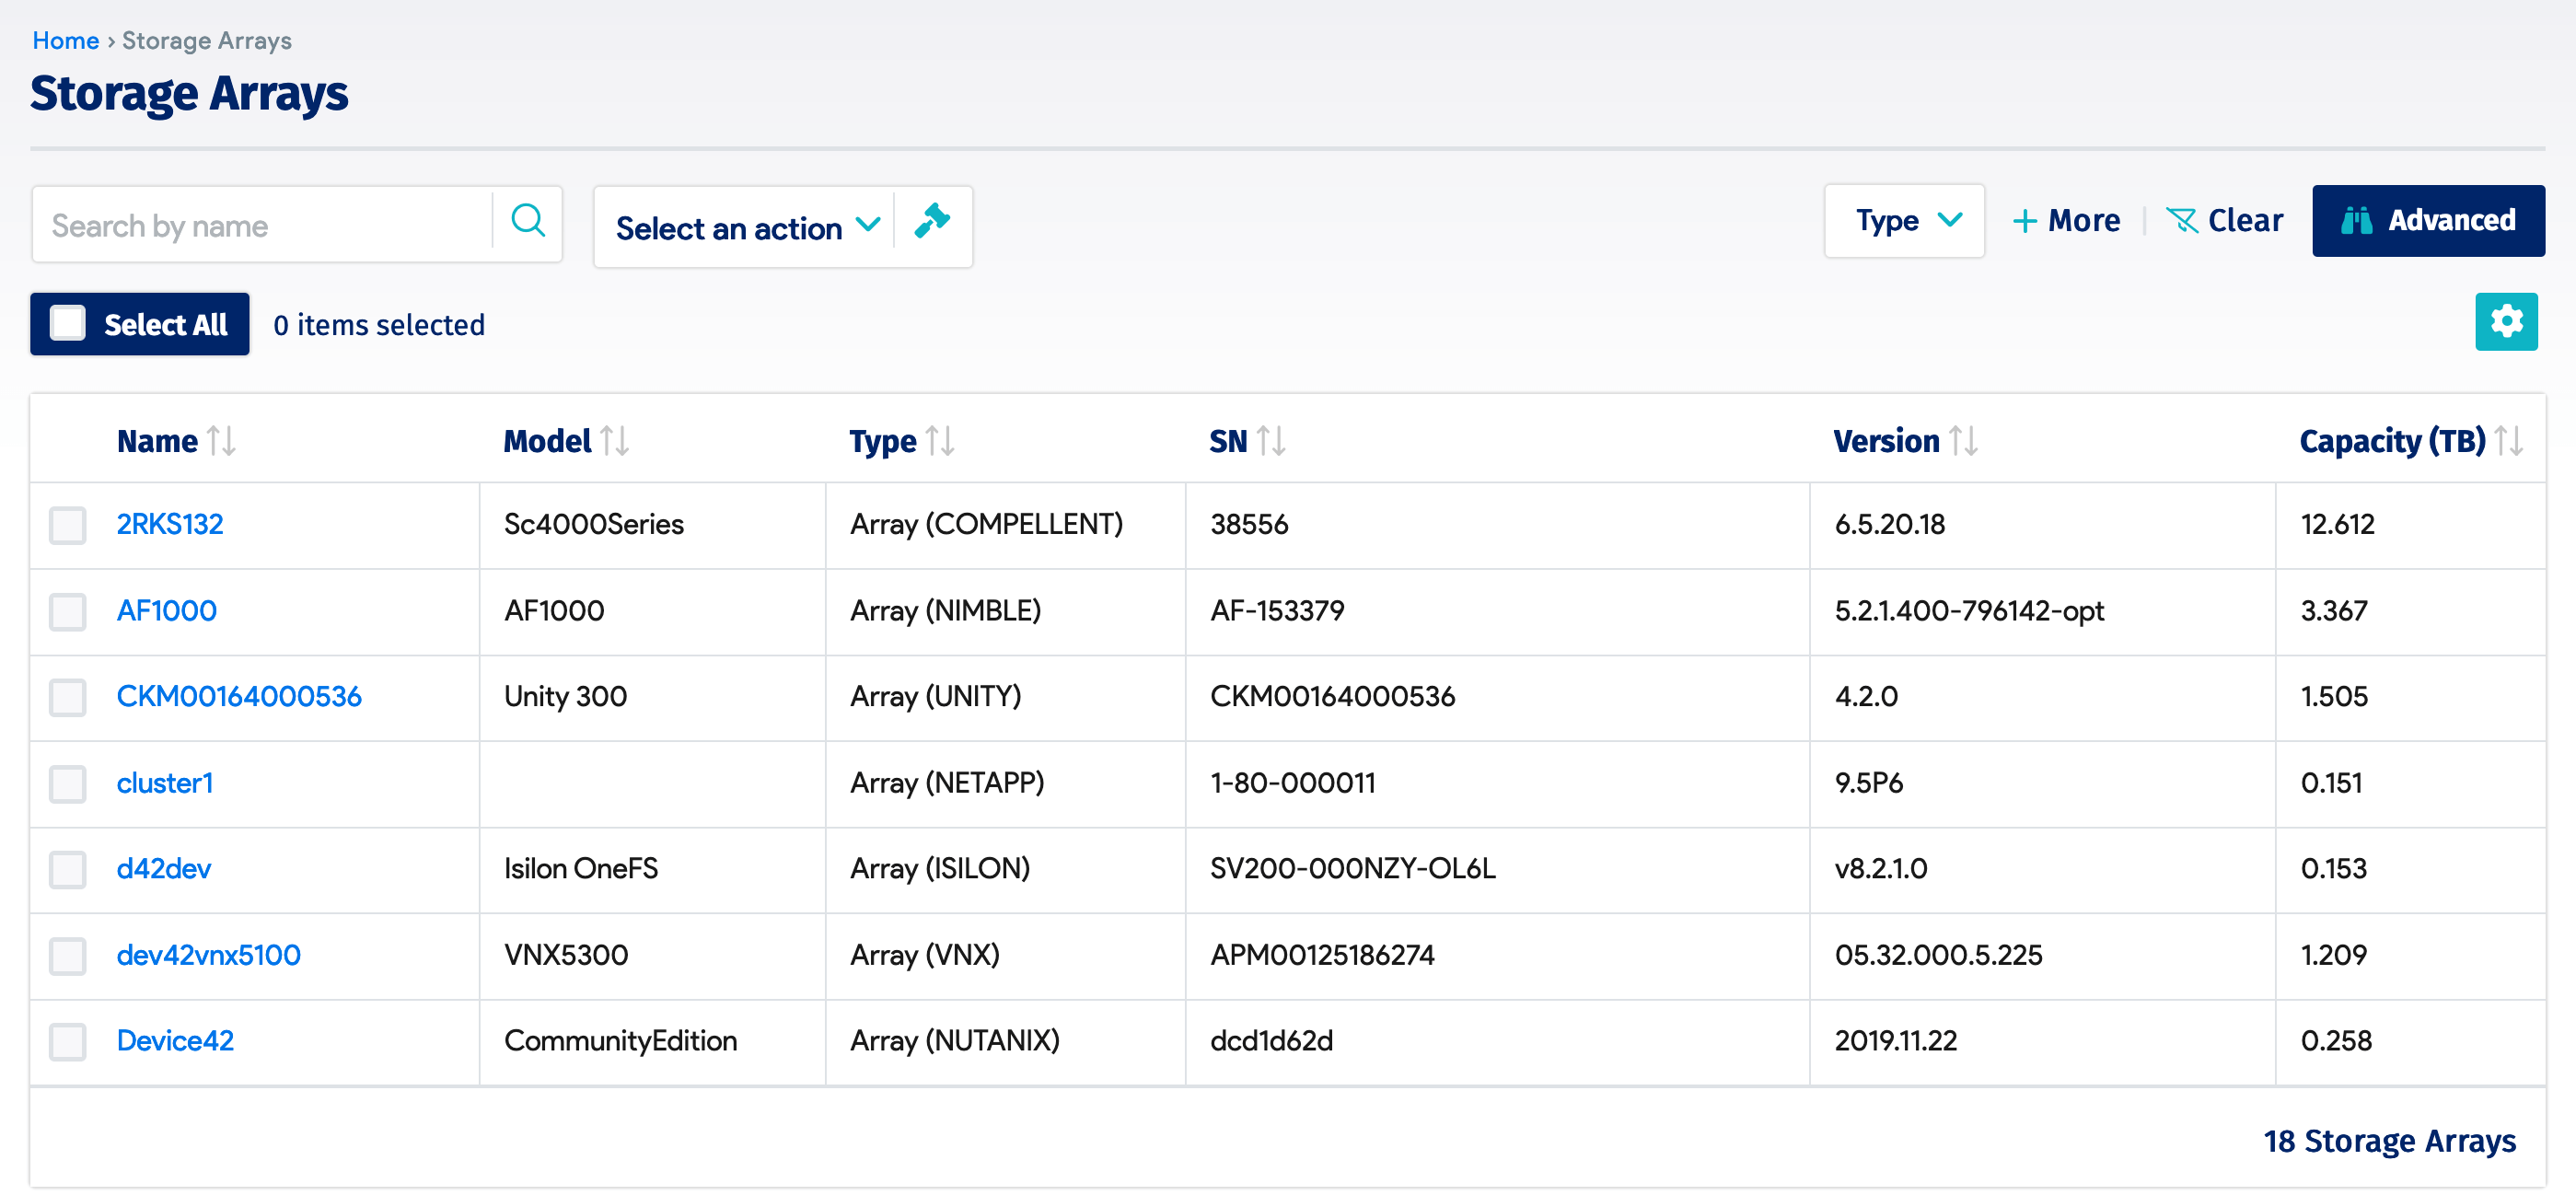 Home › Storage Arrays
Storage Arrays
Search by name Select an action Type + More Clear Advanced
Select All 0 items selected
Name Model Type SN Version Capacity (TB)
2RKS132 Sc4000Series Array (COMPELLENT) 38556 6.5.20.18 12.612
AF1000 AF1000 Array (NIMBLE) AF-153379 5.2.1.400-796142-opt 3.367
CKM00164000536 Unity 300 Array (UNITY) CKM00164000536 4.2.0 1.505
cluster1 Array (NETAPP) 1-80-000011 9.5P6 0.151
d42dev Isilon OneFS Array (ISILON) SV200-000NZY-OL6L v8.2.1.0 0.153
dev42vnx5100 VNX5300 Array (VNX) APM00125186274 05.32.000.5.225 1.209
Device42 CommunityEdition Array (NUTANIX) dcd1d62d 2019.11.22 0.258
18 Storage Arrays